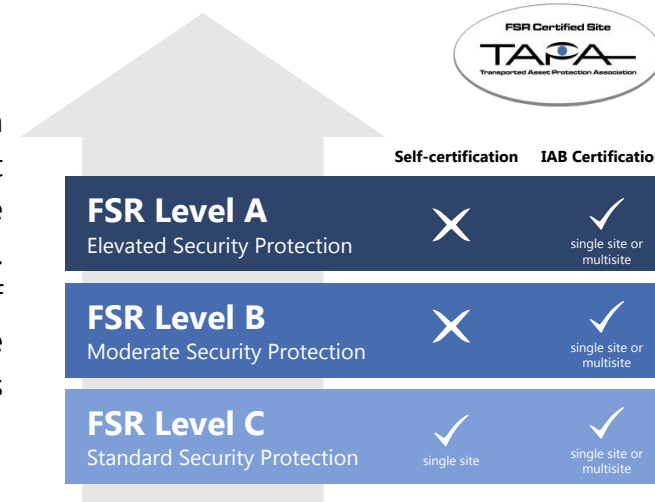 FSR Certified Site
TAPA
Transported Asset Protection Association
Self-certification IAB Certification
FSR Level A
Elevated Security Protection
single site or
multisite
FSR Level B
Moderate Security Protection
single site or
multisite
FSR Level C
Standard Security Protection
single site
single site or
multisite